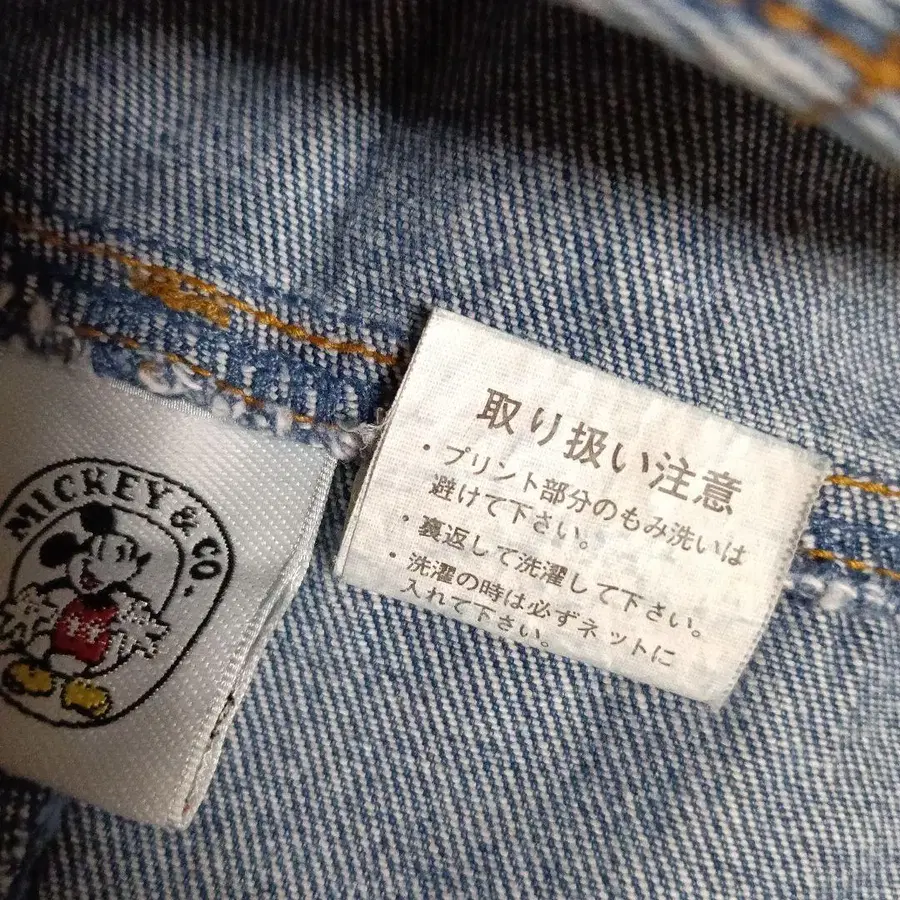 MICKEY & CO.
取り扱い注意
・プリント部分のもみ洗いは
避けて下さい。
・裏返して洗濯して下さい。
・洗濯の時は必ずネットに
入れて下さい。